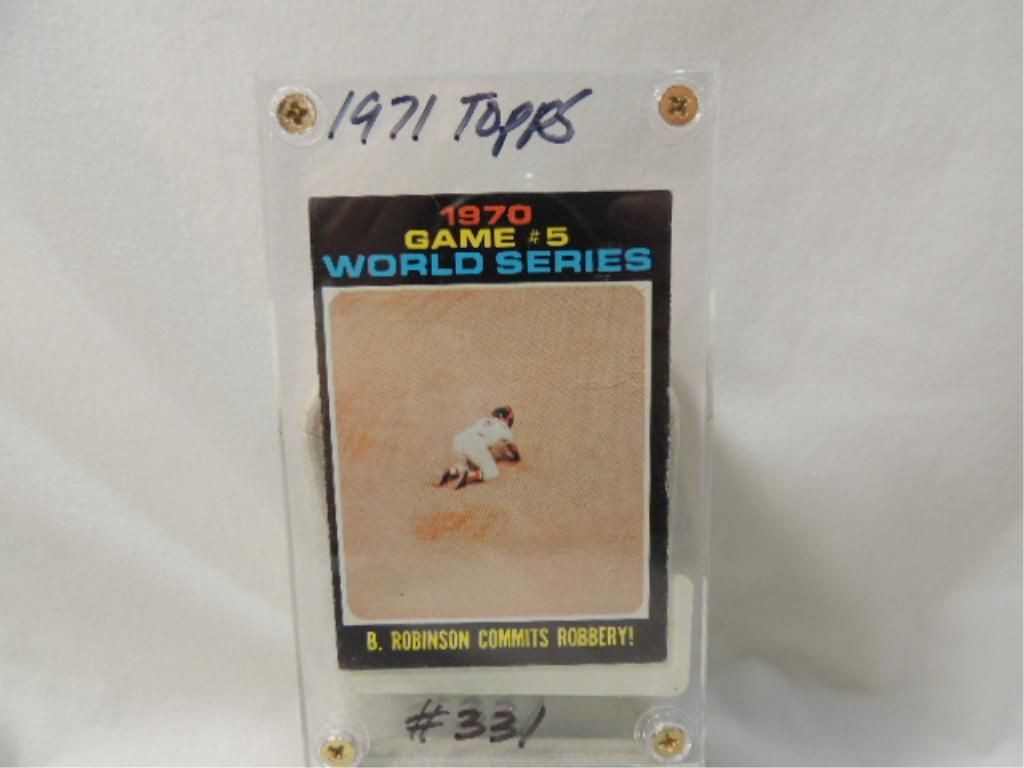 1971 Topps
1970
GAME #5
WORLD SERIES
B. ROBINSON COMMITS ROBBERY!
#331